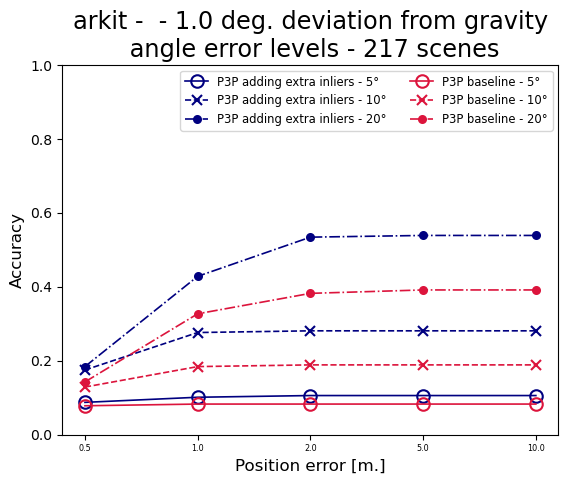 arkit -  - 1.0 deg. deviation from gravity
angle error levels - 217 scenes
P3P adding extra inliers - 5°
P3P adding extra inliers - 10°
P3P adding extra inliers - 20°
P3P baseline - 5°
P3P baseline - 10°
P3P baseline - 20°
1.0
0.8
0.6
0.4
0.2
0.0
Accuracy
0.5 1.0 2.0 5.0 10.0
Position error [m.]